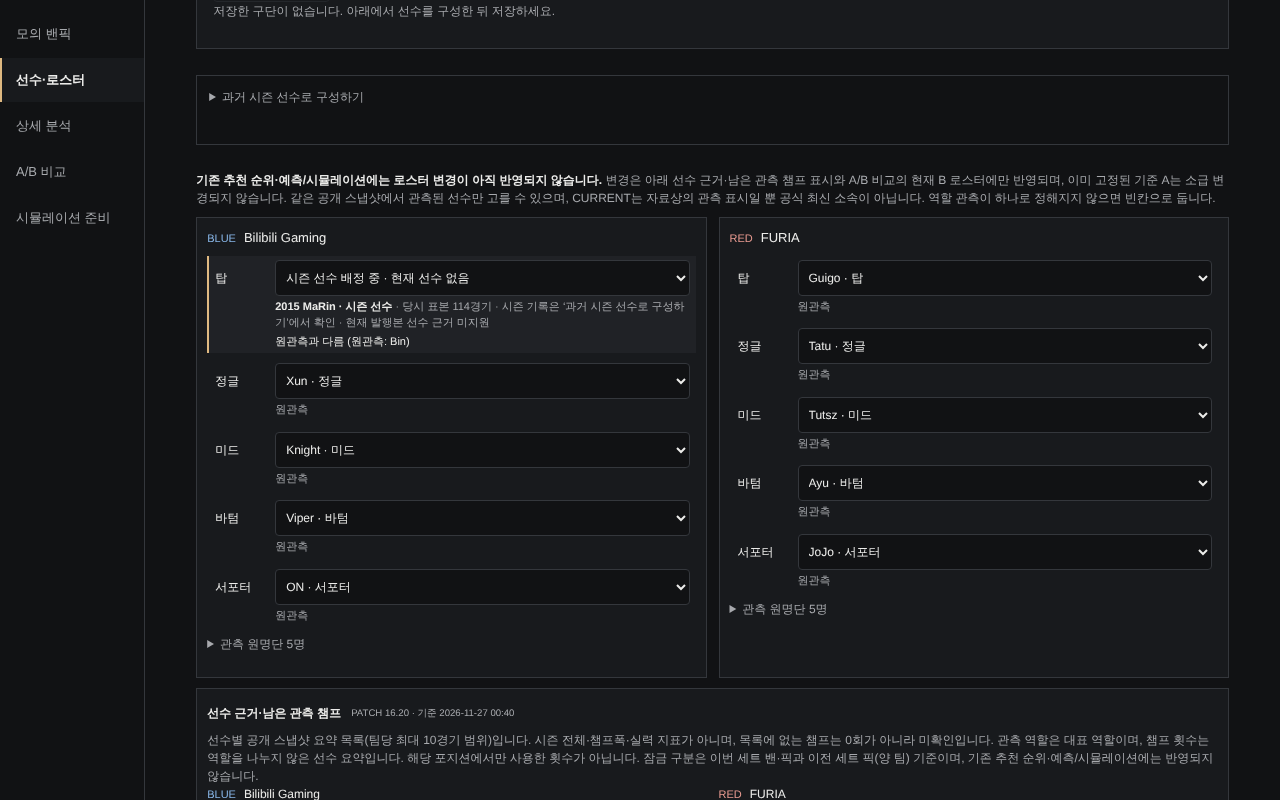 저장한 구단이 없습니다. 아래에서 선수를 구성한 뒤 저장하세요.
모의 밴픽
선수·로스터
상세 분석
A/B 비교
시뮬레이션 준비
▶ 과거 시즌 선수로 구성하기
기존 추천 순위·예측/시뮬레이션에는 로스터 변경이 아직 반영되지 않습니다. 변경은 아래 선수 근거·남은 관측 챔프 표시와 A/B 비교의 현재 B 로스터에만 반영되며, 이미 고정된 기준 A는 소급 변
경되지 않습니다. 같은 공개 스냅샷에서 관측된 선수만 고를 수 있으며, CURRENT는 자료상의 관측 표시일 뿐 공식 최신 소속이 아닙니다. 역할 관측이 하나로 정해지지 않으면 빈칸으로 둡니다.
BLUE Bilibili Gaming
탑
시즌 선수 배정 중 · 현재 선수 없음
2015 MaRin · 시즌 선수 · 당시 표본 114경기 · 시즌 기록은 '과거 시즌 선수로 구성하
기'에서 확인 · 현재 발행본 선수 근거 미지원
원관측과 다름 (원관측: Bin)
정글
Xun · 정글
원관측
미드
Knight · 미드
원관측
바텀
Viper · 바텀
원관측
서포터
ON · 서포터
원관측
▶ 관측 원명단 5명
RED FURIA
탑
Guigo · 탑
원관측
정글
Tatu · 정글
원관측
미드
Tutsz · 미드
원관측
바텀
Ayu · 바텀
원관측
서포터
JoJo · 서포터
원관측
▶ 관측 원명단 5명
선수 근거·남은 관측 챔프 PATCH 16.20 · 기준 2026-11-27 00:40
선수별 공개 스냅샷 요약 목록(팀당 최대 10경기 범위)입니다. 시즌 전체·챔프폭·실력 지표가 아니며, 목록에 없는 챔프는 0회가 아니라 미확인입니다. 관측 역할은 대표 역할이며, 챔프 횟수는
역할을 나누지 않은 선수 요약입니다. 해당 포지션에서만 사용한 횟수가 아닙니다. 잠금 구분은 이번 세트 밴·픽과 이전 세트 픽(양 팀) 기준이며, 기존 추천 순위·예측/시뮬레이션에는 반영되지
않습니다.
BLUE Bilibili Gaming
RED FURIA